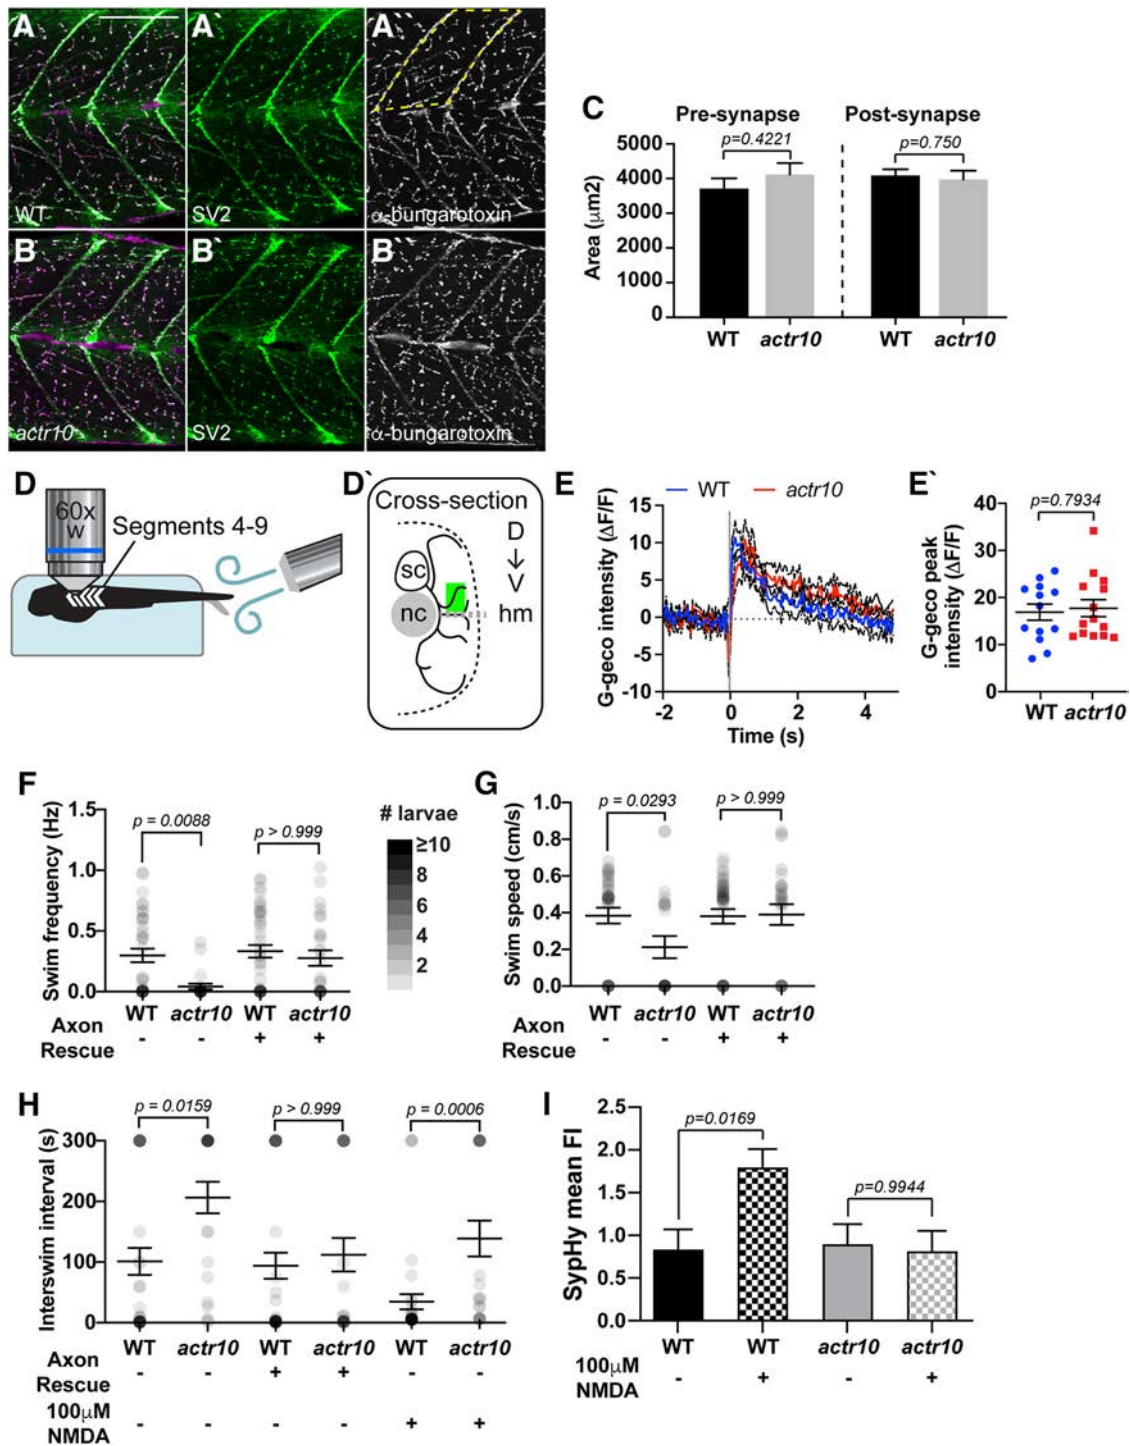 A
A`
A``
WT
SV2
α-bungarotoxin
B
B`
B``
actr10
SV2
α-bungarotoxin
C
Pre-synapse
Post-synapse
p=0.4221
p=0.750
5000
4000
3000
2000
1000
0
Area (μm2)
WT
actr10
WT
actr10
D
60x
w
Segments 4-9
D`
Cross-section
D
V
sc
nc
hm
E
WT
actr10
G-geco intensity (ΔF/F)
15
10
5
0
-5
-10
-2
0
2
4
Time (s)
E`
p=0.7934
G-geco peak
intensity (ΔF/F)
40
30
20
10
0
WT
actr10
F
Swim frequency (Hz)
1.5
1.0
0.5
0.0
p = 0.0088
p > 0.999
WT
actr10
WT
actr10
Axon
Rescue
-
-
+
+
# larvae
≥10
8
6
4
2
G
Swim speed (cm/s)
1.0
0.8
0.6
0.4
0.2
0.0
p = 0.0293
p > 0.999
WT
actr10
WT
actr10
Axon
Rescue
-
-
+
+
H
Interswim interval (s)
300
200
100
0
p = 0.0159
p > 0.999
p = 0.0006
WT
actr10
WT
actr10
WT
actr10
Axon
Rescue
-
-
+
+
-
-
100μM
NMDA
-
-
-
-
+
+
I
SypHy mean FI
2.5
2.0
1.5
1.0
0.5
0.0
p=0.0169
p=0.9944
WT
WT
actr10
actr10
100μM
NMDA
-
+
-
+